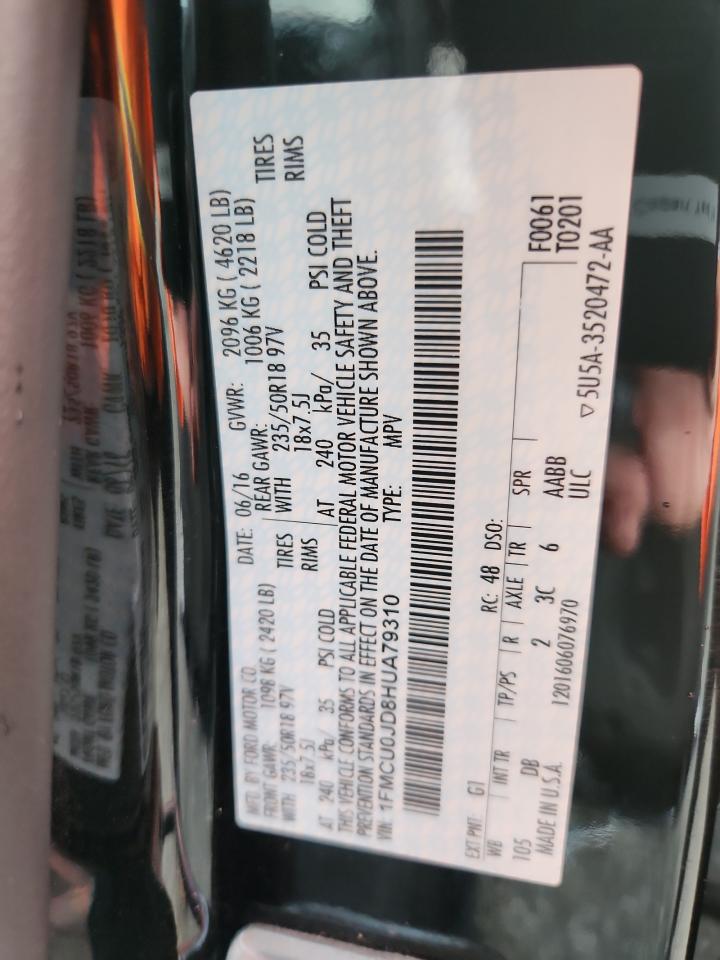 MFD. BY FORD MOTOR CO.
DATE: 06/16 GVWR: 2096 KG ( 4620 LB)
FRONT GAWR: 1098 KG ( 2420 LB) REAR GAWR: 1006 KG ( 2218 LB)
WITH 235/50R18 97V TIRES WITH 235/50R18 97V TIRES
18x7.5J RIMS 18x7.5J RIMS
AT 240 kPa/ 35 PSI COLD AT 240 kPa/ 35 PSI COLD
THIS VEHICLE CONFORMS TO ALL APPLICABLE FEDERAL MOTOR VEHICLE SAFETY AND THEFT
PREVENTION STANDARDS IN EFFECT ON THE DATE OF MANUFACTURE SHOWN ABOVE.
VIN: 1FMCU0JD8HUA79310 TYPE: MPV
EXT PNT: G1 RC: 48 DSO:
WB INT TR TP/PS R AXLE TR SPR F0061
105 DB 2 3C 6 AABB T0201
MADE IN U.S.A. 1201606076970 ULC
▽5U5A-3520472-AA